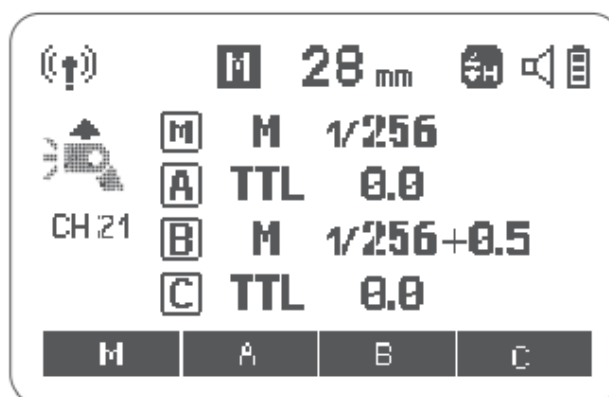 M 28 mm H
M M 1/256
A TTL 0.0
CH 21
B M 1/256+0.5
C TTL 0.0
M A B C